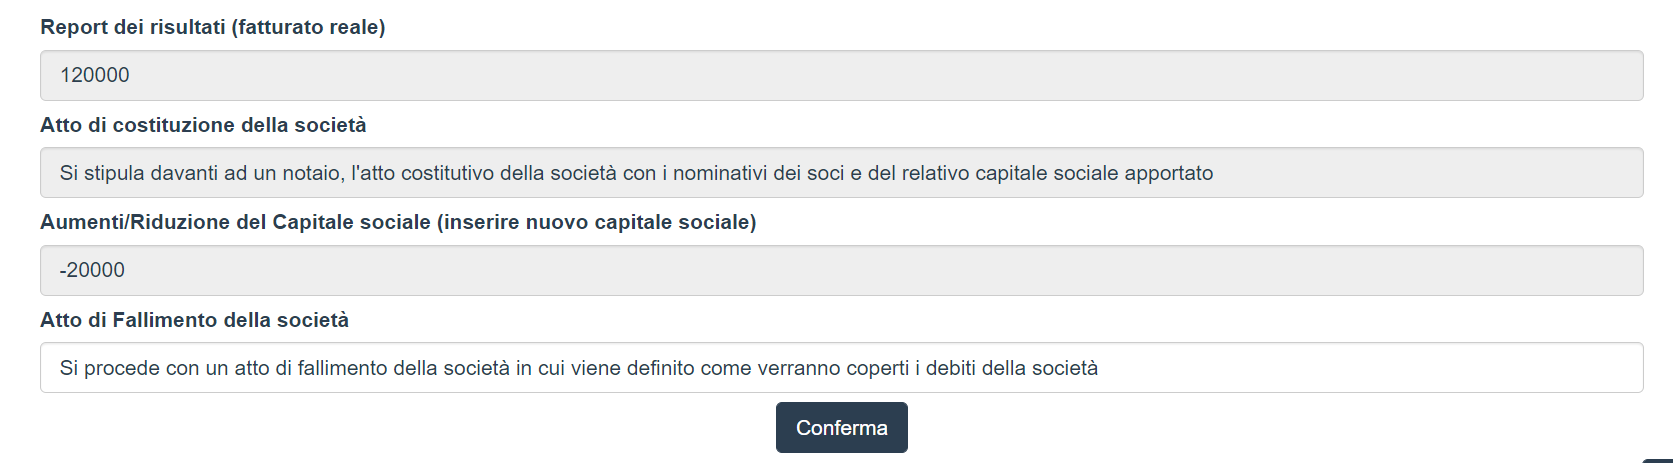 Report dei risultati (fatturato reale)
120000
Atto di costituzione della società
Si stipula davanti ad un notaio, l'atto costitutivo della società con i nominativi dei soci e del relativo capitale sociale apportato
Aumenti/Riduzione del Capitale sociale (inserire nuovo capitale sociale)
-20000
Atto di Fallimento della società
Si procede con un atto di fallimento della società in cui viene definito come verranno coperti i debiti della società
Conferma